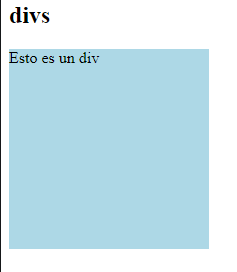 divs
Esto es un div